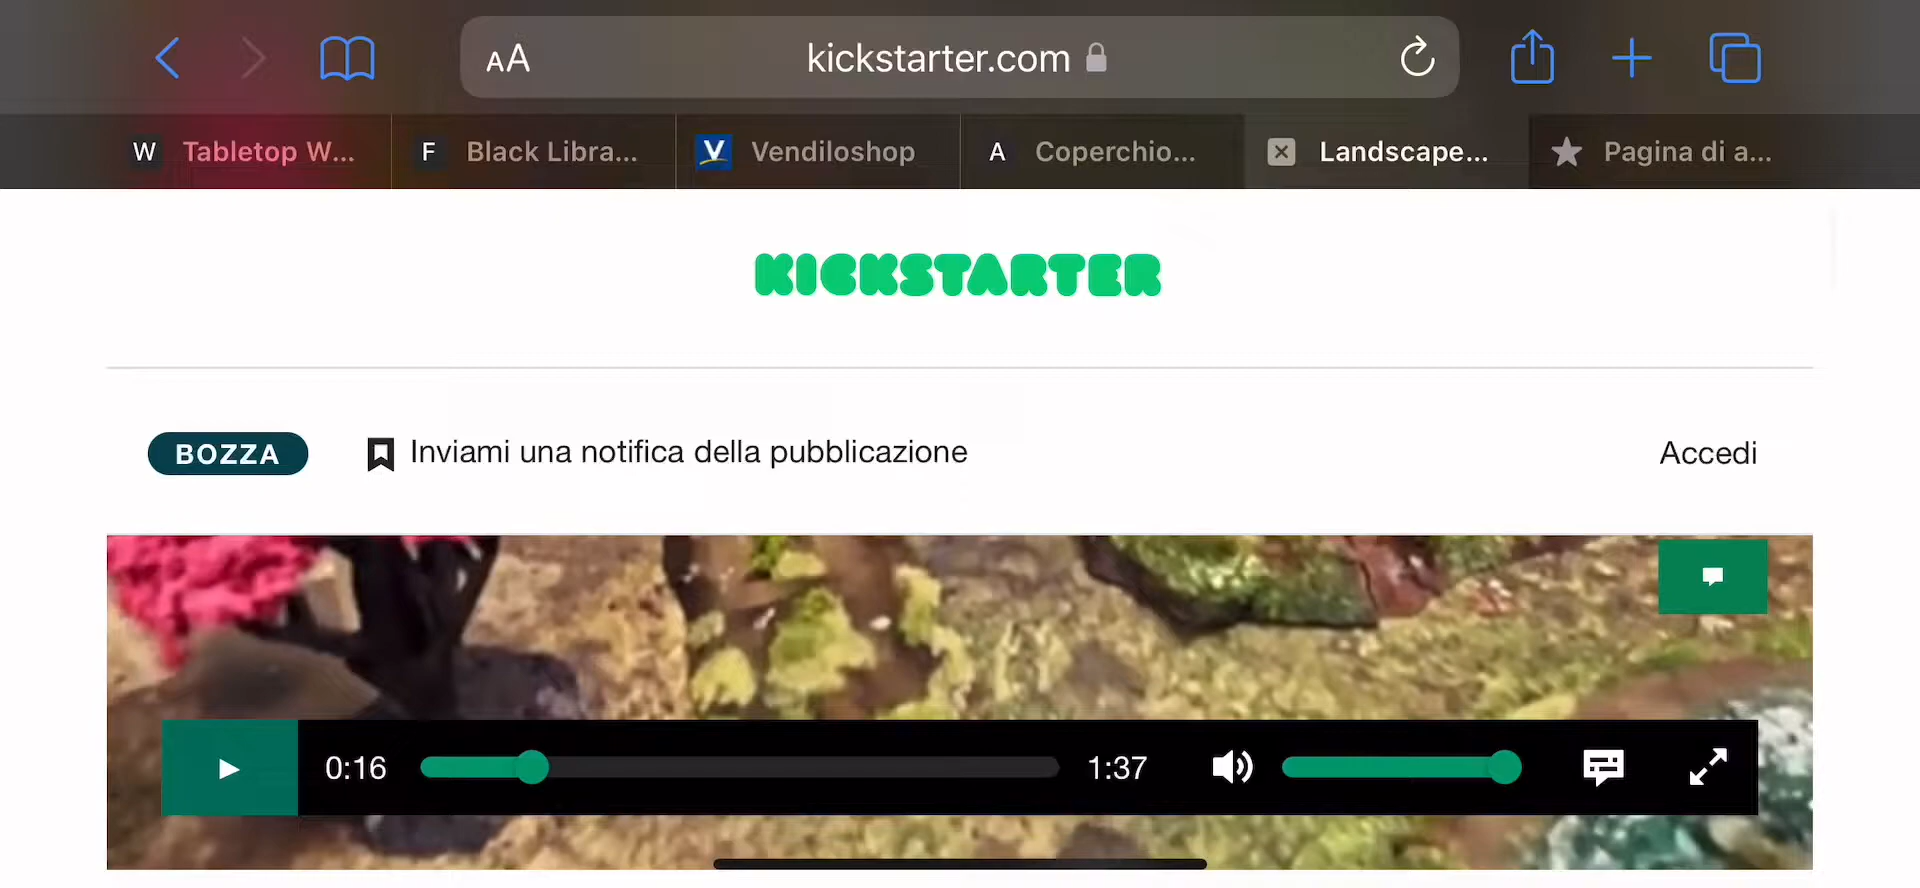 AA kickstarter.com
W Tabletop W... F Black Libra... V Vendiloshop A Coperchio... Landscape... Pagina di a...
KICKSTARTER
BOZZA Inviami una notifica della pubblicazione Accedi
0:16 1:37